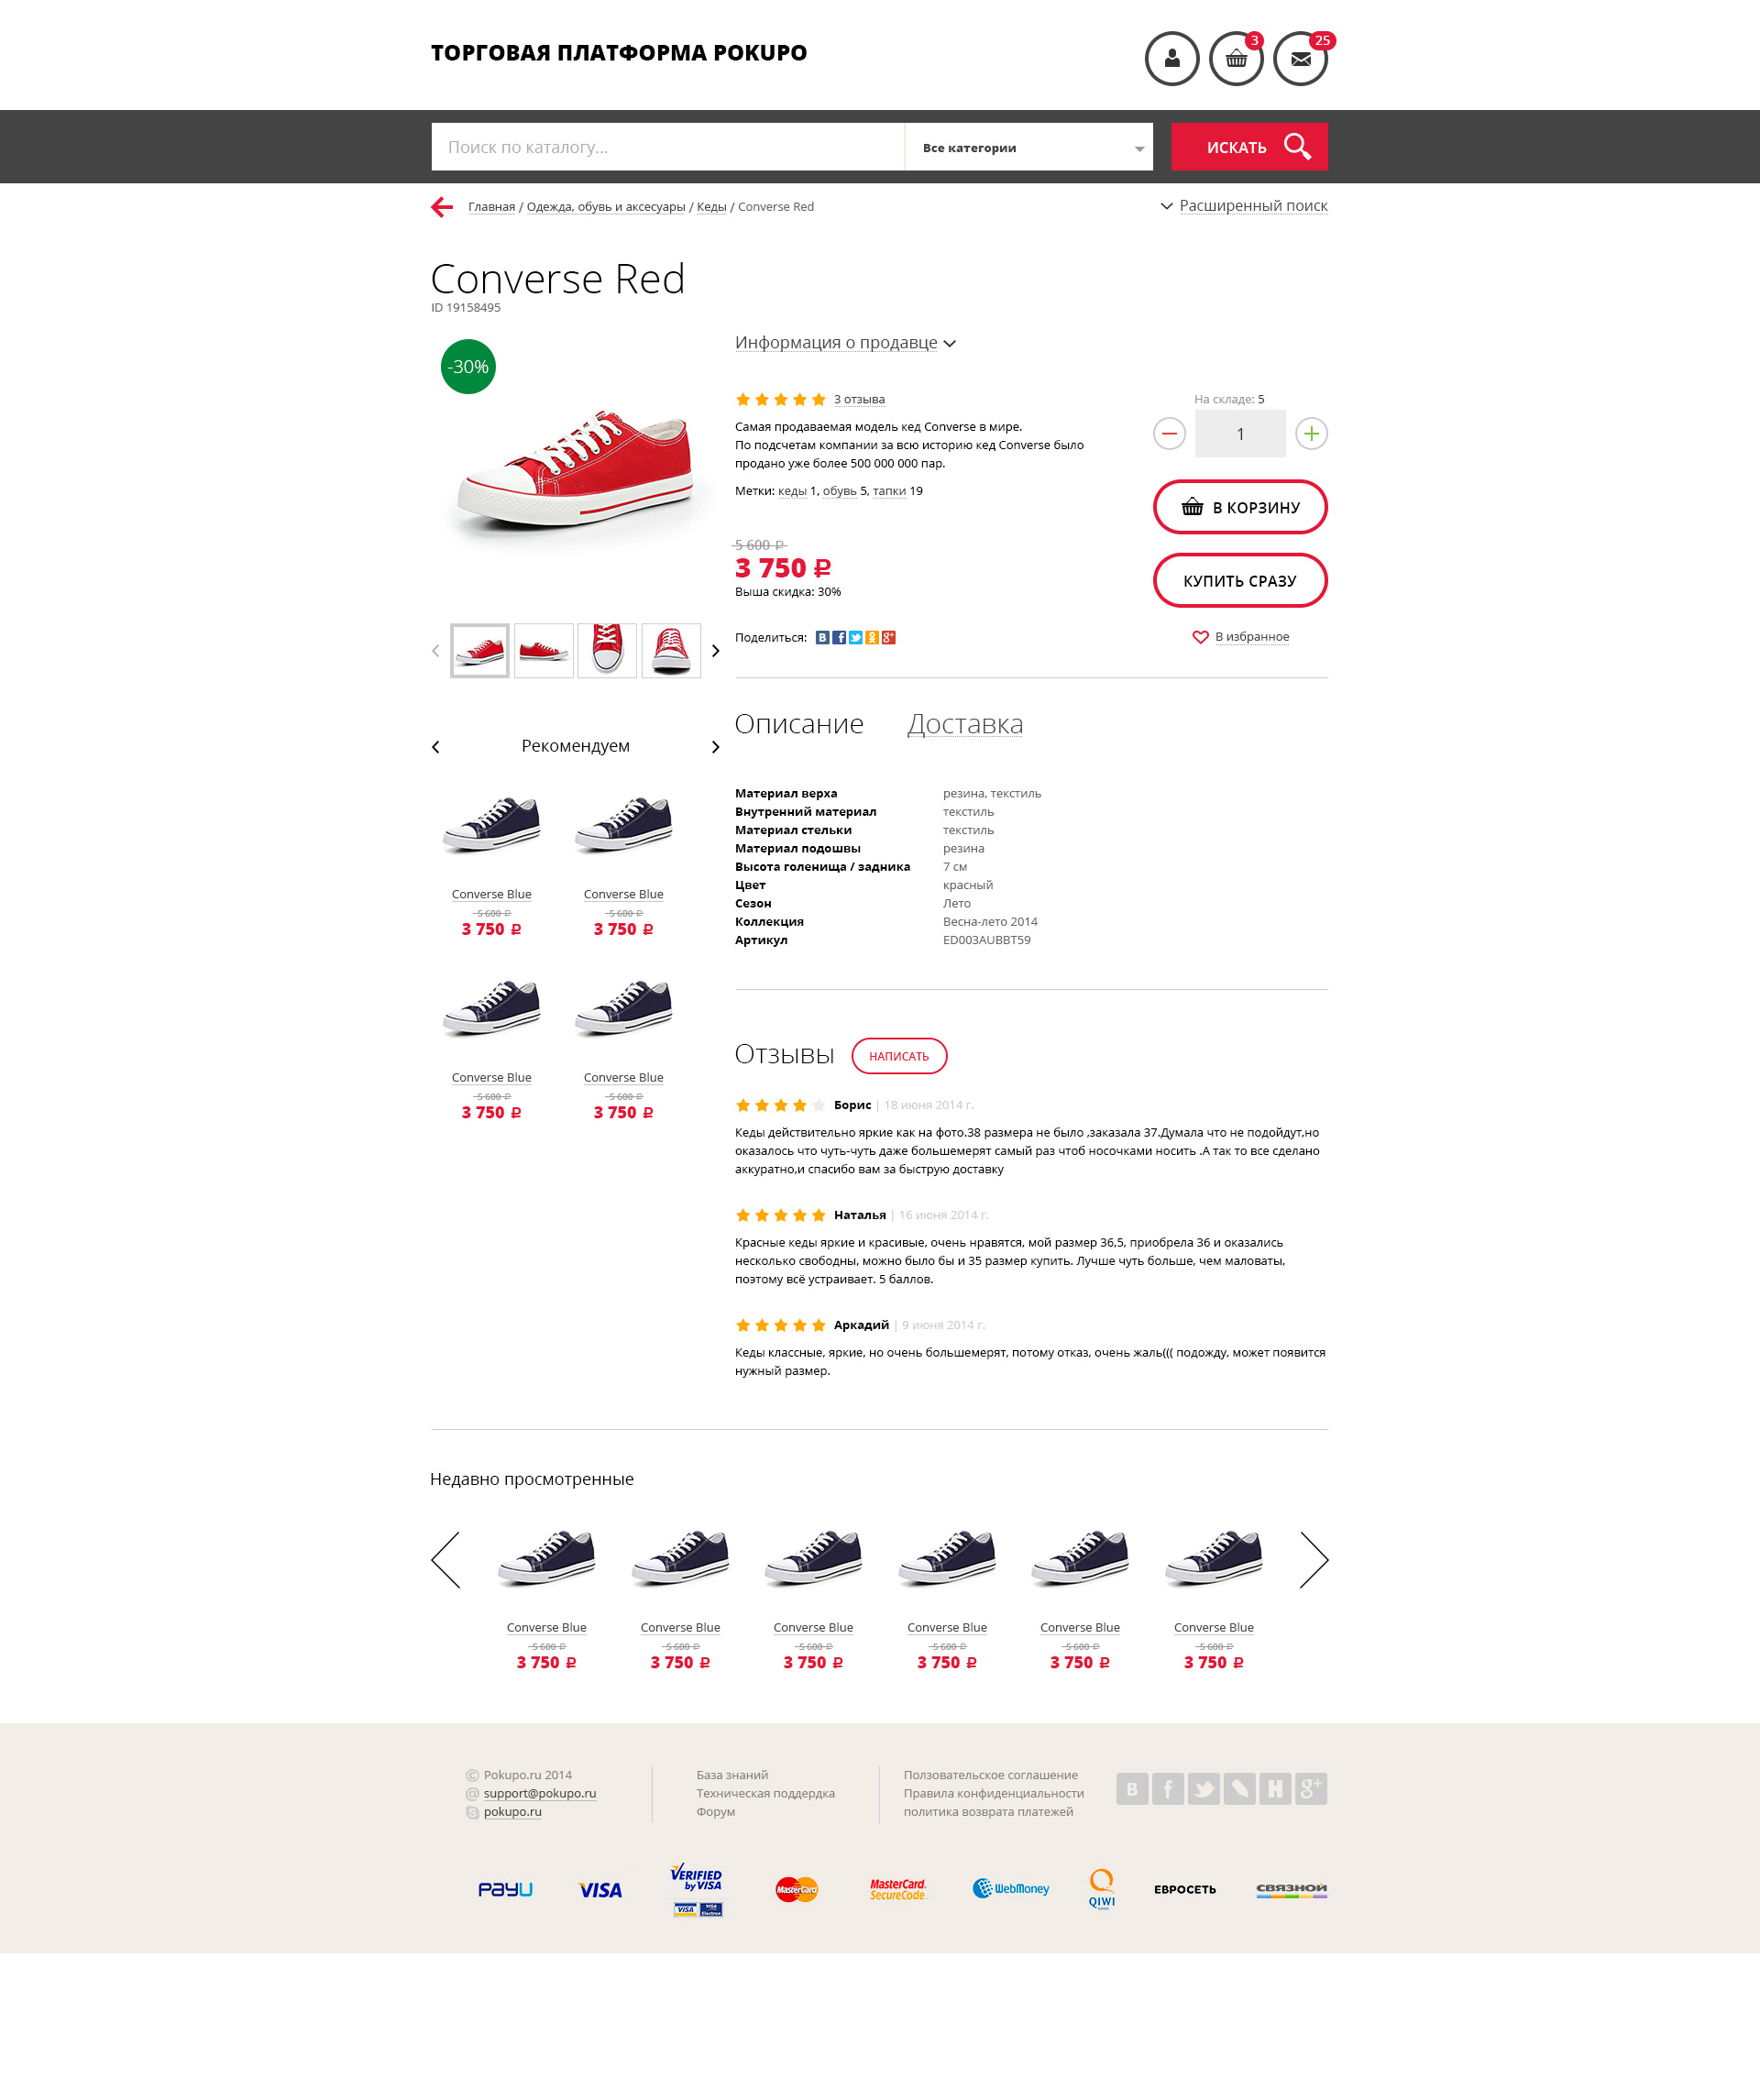 ТОРГОВАЯ ПЛАТФОРМА POKUPO
3
25
Поиск по каталогу...
Все категории
ИСКАТЬ
Главная / Одежда, обувь и аксесуары / Кеды / Converse Red
Расширенный поиск
Converse Red
ID 19158495
-30%
Информация о продавце
3 отзыва
Самая продаваемая модель кед Converse в мире.
По подсчетам компании за всю историю кед Converse было
продано уже более 500 000 000 пар.
Метки: кеды 1, обувь 5, тапки 19
5 600 ₽
3 750 ₽
Выша скидка: 30%
Поделиться:
На складе: 5
1
В КОРЗИНУ
КУПИТЬ СРАЗУ
В избранное
Описание
Доставка
Материал верха резина, текстиль
Внутренний материал текстиль
Материал стельки текстиль
Материал подошвы резина
Высота голенища / задника 7 см
Цвет красный
Сезон Лето
Коллекция Весна-лето 2014
Артикул ED003AUBBT59
Рекомендуем
Converse Blue
5 600 ₽
3 750 ₽
Converse Blue
5 600 ₽
3 750 ₽
Converse Blue
5 600 ₽
3 750 ₽
Converse Blue
5 600 ₽
3 750 ₽
Отзывы
НАПИСАТЬ
Борис | 18 июня 2014 г.
Кеды действительно яркие как на фото.38 размера не было ,заказала 37.Думала что не подойдут,но
оказалось что чуть-чуть даже большемерят самый раз чтоб носочками носить .А так то все сделано
аккуратно,и спасибо вам за быструю доставку
Наталья | 16 июня 2014 г.
Красные кеды яркие и красивые, очень нравятся, мой размер 36,5, приобрела 36 и оказались
несколько свободны, можно было бы и 35 размер купить. Лучше чуть больше, чем маловаты,
поэтому всё устраивает. 5 баллов.
Аркадий | 9 июня 2014 г.
Кеды классные, яркие, но очень большемерят, потому отказ, очень жаль((( подожду, может появится
нужный размер.
Недавно просмотренные
Converse Blue
5 600 ₽
3 750 ₽
Converse Blue
5 600 ₽
3 750 ₽
Converse Blue
5 600 ₽
3 750 ₽
Converse Blue
5 600 ₽
3 750 ₽
Converse Blue
5 600 ₽
3 750 ₽
Converse Blue
5 600 ₽
3 750 ₽
© Pokupo.ru 2014
@ support@pokupo.ru
pokupo.ru
База знаний
Техническая поддердка
Форум
Ползовательское соглашение
Правила конфиденциальности
политика возврата платежей
PayU
VISA
VERIFIED
by VISA
VISA
VISA
Electron
MasterCard
MasterCard.
SecureCode.
WebMoney
QIWI
ЕВРОСЕТЬ
СВЯЗНОЙ